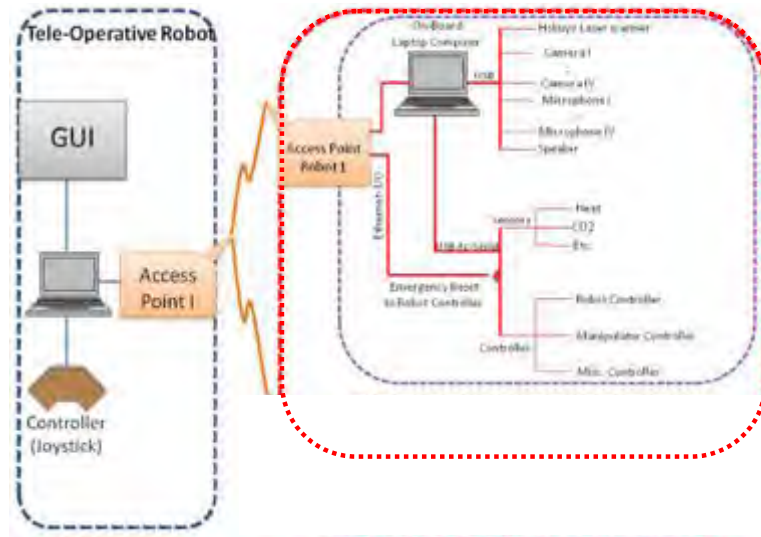 Tele-Operative Robot
GUI
Access
Point I
Controller
(Joystick)
On-Board
Laptop Computer
USB
Hokuyo Laser scanner
Camera I
Camera IV
Microphone I
Microphone IV
Speaker
Access Point
Robot 1
Ethernet-I/O
USB-to-Serial
Sensory
Heat
CO2
Etc.
Emergency Reset
to Robot Controller
Controller
Robot Controller
Manipulator Controller
Misc. Controller